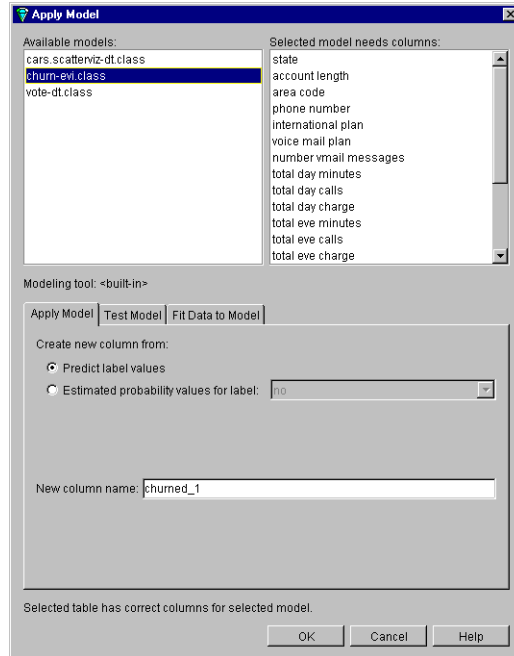 Apply Model
Available models:
cars.scatterviz-dt.class
churn-evi.class
vote-dt.class
Selected model needs columns:
state
account length
area code
phone number
international plan
voice mail plan
number vmail messages
total day minutes
total day calls
total day charge
total eve minutes
total eve calls
total eve charge
Modeling tool: <built-in>
Apply Model Test Model Fit Data to Model
Create new column from:
Predict label values
Estimated probability values for label: no
New column name: churned_1
Selected table has correct columns for selected model.
OK Cancel Help